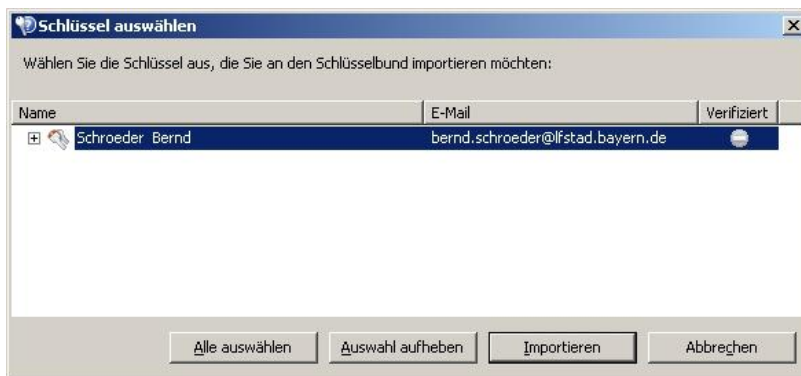 Schlüssel auswählen
Wählen Sie die Schlüssel aus, die Sie an den Schlüsselbund importieren möchten:
Name E-Mail Verifiziert
Schroeder Bernd bernd.schroeder@lfstad.bayern.de
Alle auswählen Auswahl aufheben Importieren Abbrechen